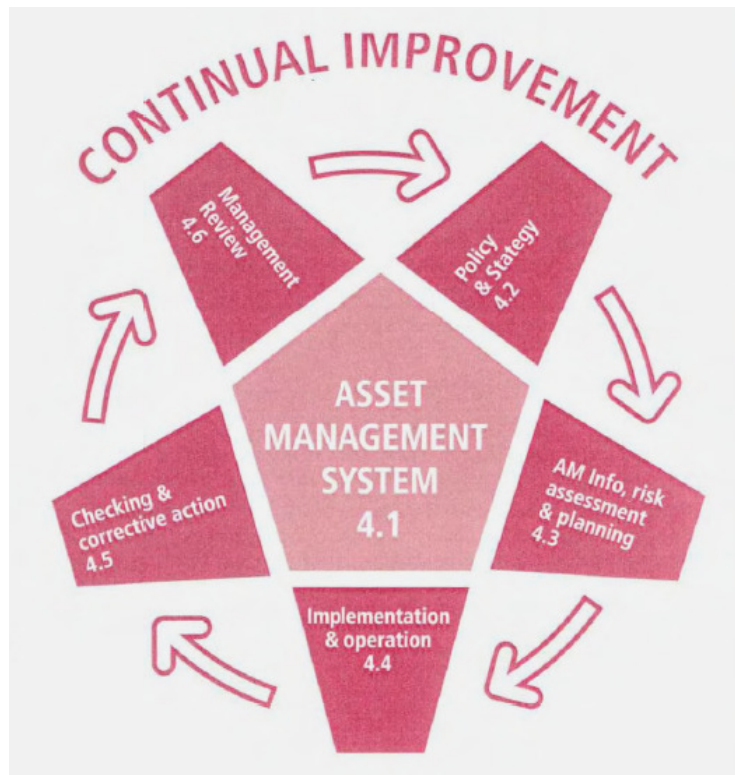 CONTINUAL IMPROVEMENT
Management
Review
4.6
Policy
& Stategy
4.2
ASSET
MANAGEMENT
SYSTEM
4.1
AM Info, risk
assessment
& planning
4.3
Implementation
& operation
4.4
Checking &
corrective action
4.5